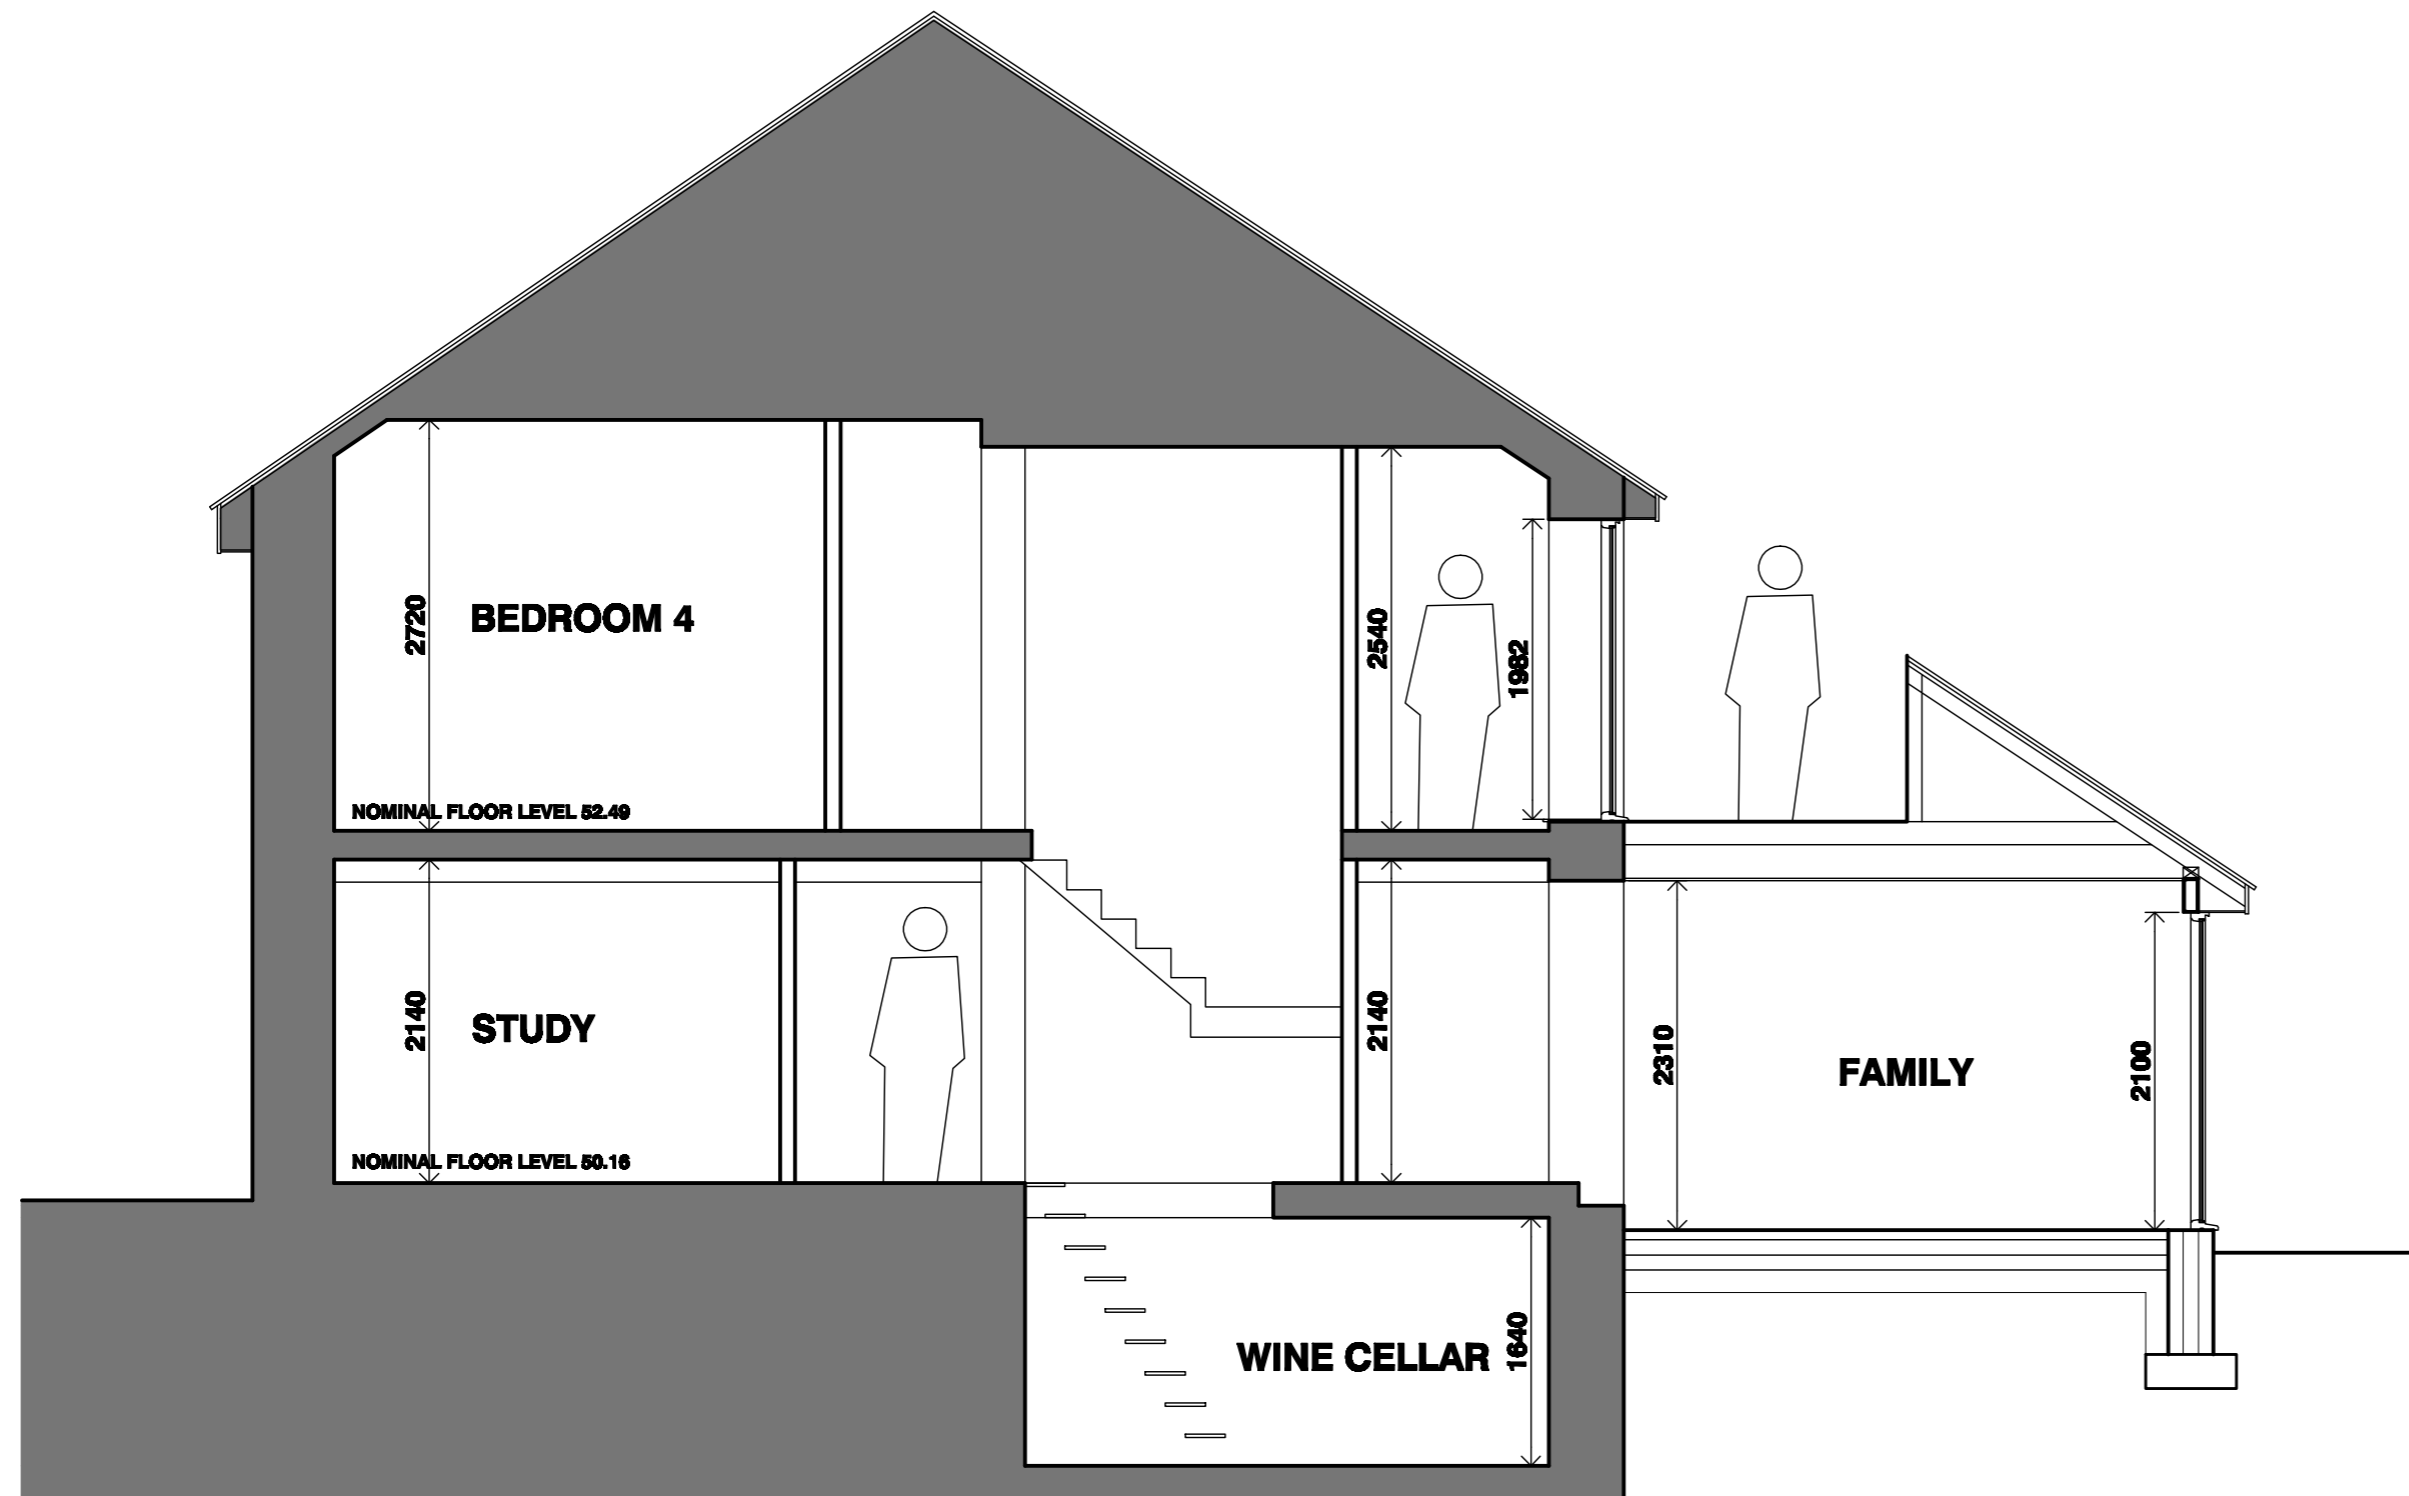 2720
BEDROOM 4
2540
1982
NOMINAL FLOOR LEVEL 52.49
2140
STUDY
2140
2310
FAMILY
2100
NOMINAL FLOOR LEVEL 50.16
WINE CELLAR
1640